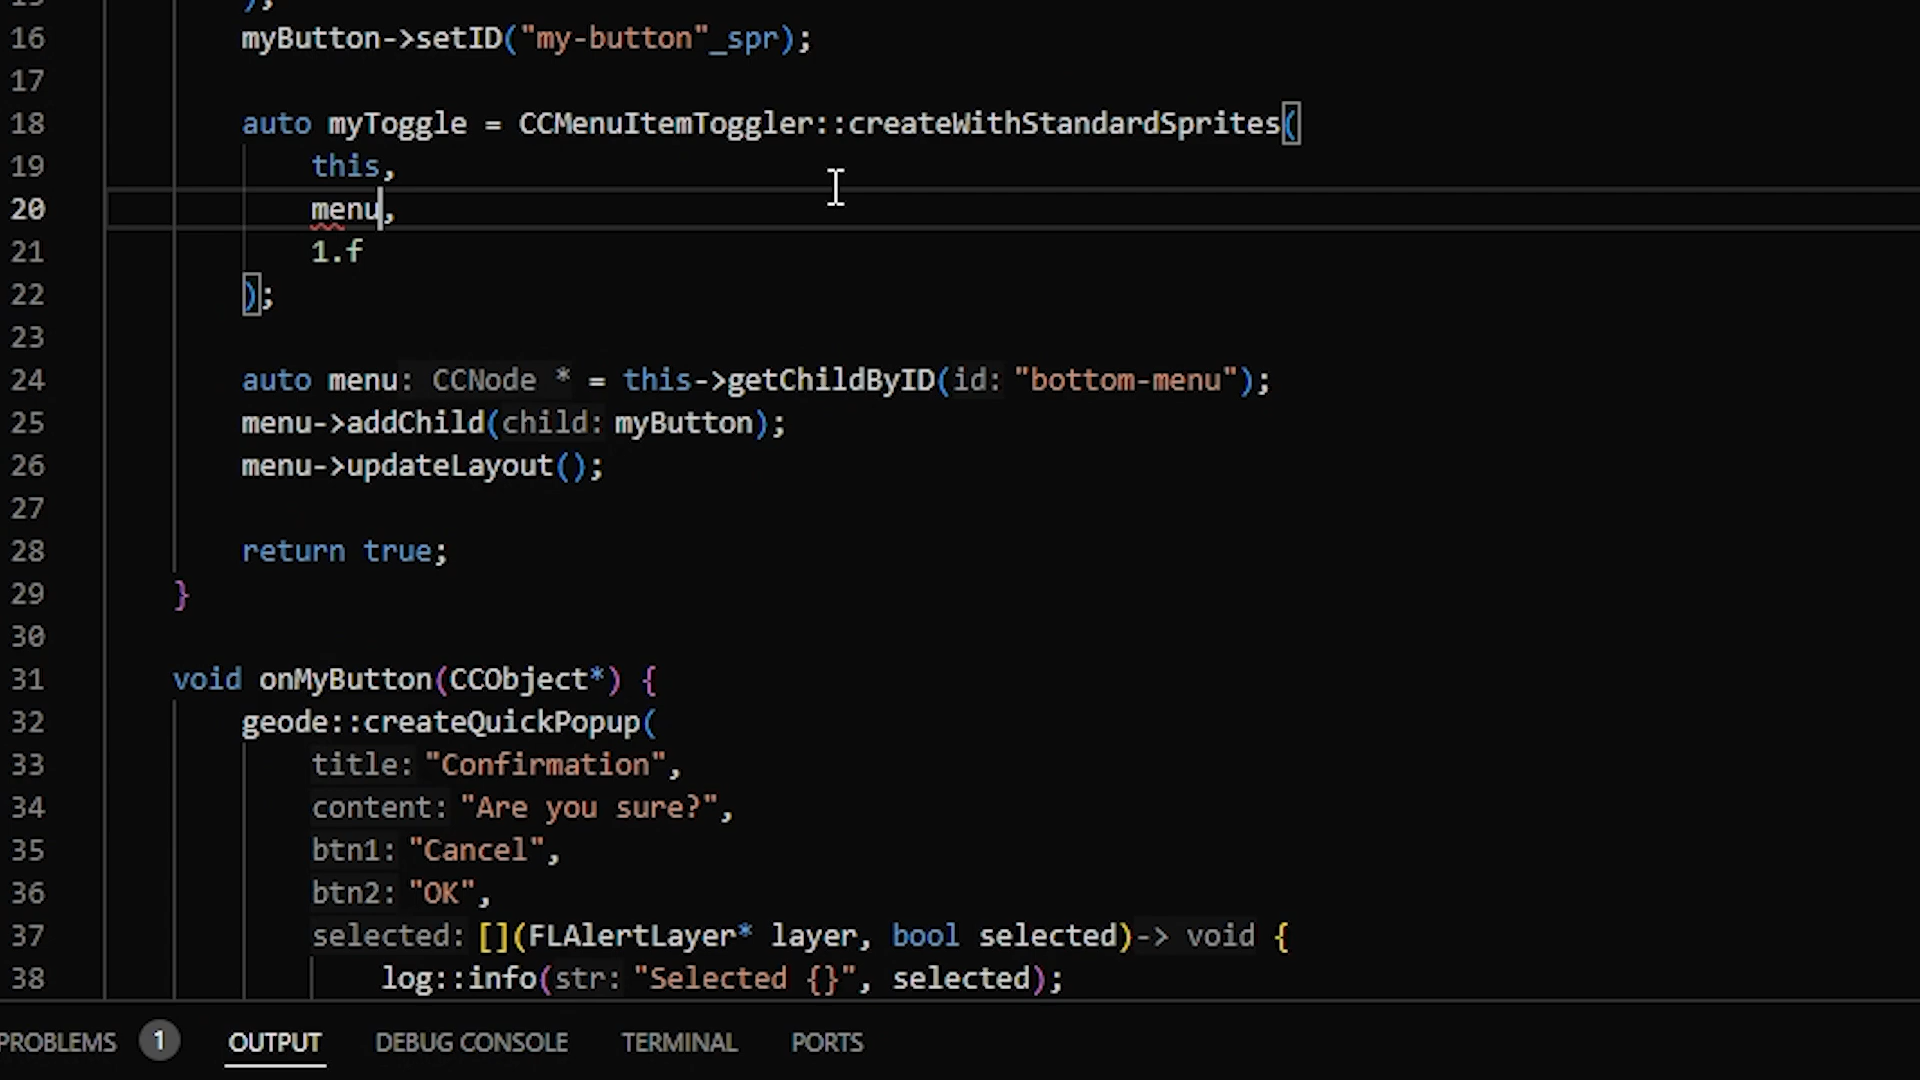 15 );
16 myButton->setID("my-button"_spr);
17
18 auto myToggle = CCMenuItemToggler::createWithStandardSprites(
19 this,
20 menu,
21 1.f
22 );
23
24 auto menu: CCNode * = this->getChildByID(id: "bottom-menu");
25 menu->addChild(child: myButton);
26 menu->updateLayout();
27
28 return true;
29 }
30
31 void onMyButton(CCObject*) {
32 geode::createQuickPopup(
33 title: "Confirmation",
34 content: "Are you sure?",
35 btn1: "Cancel",
36 btn2: "OK",
37 selected: [](FLAlertLayer* layer, bool selected)-> void {
38 log::info(str: "Selected {}", selected);
PROBLEMS 1 OUTPUT DEBUG CONSOLE TERMINAL PORTS